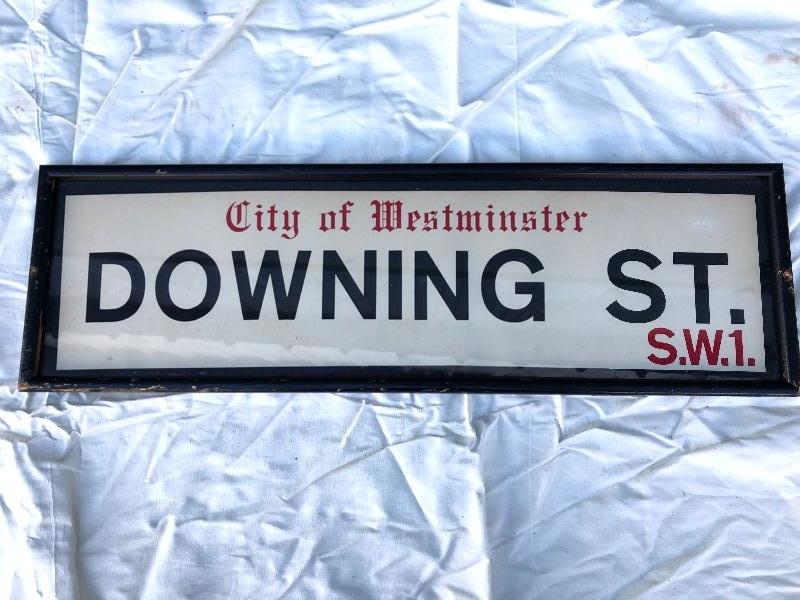 City of Westminster
DOWNING ST.
S.W.1.